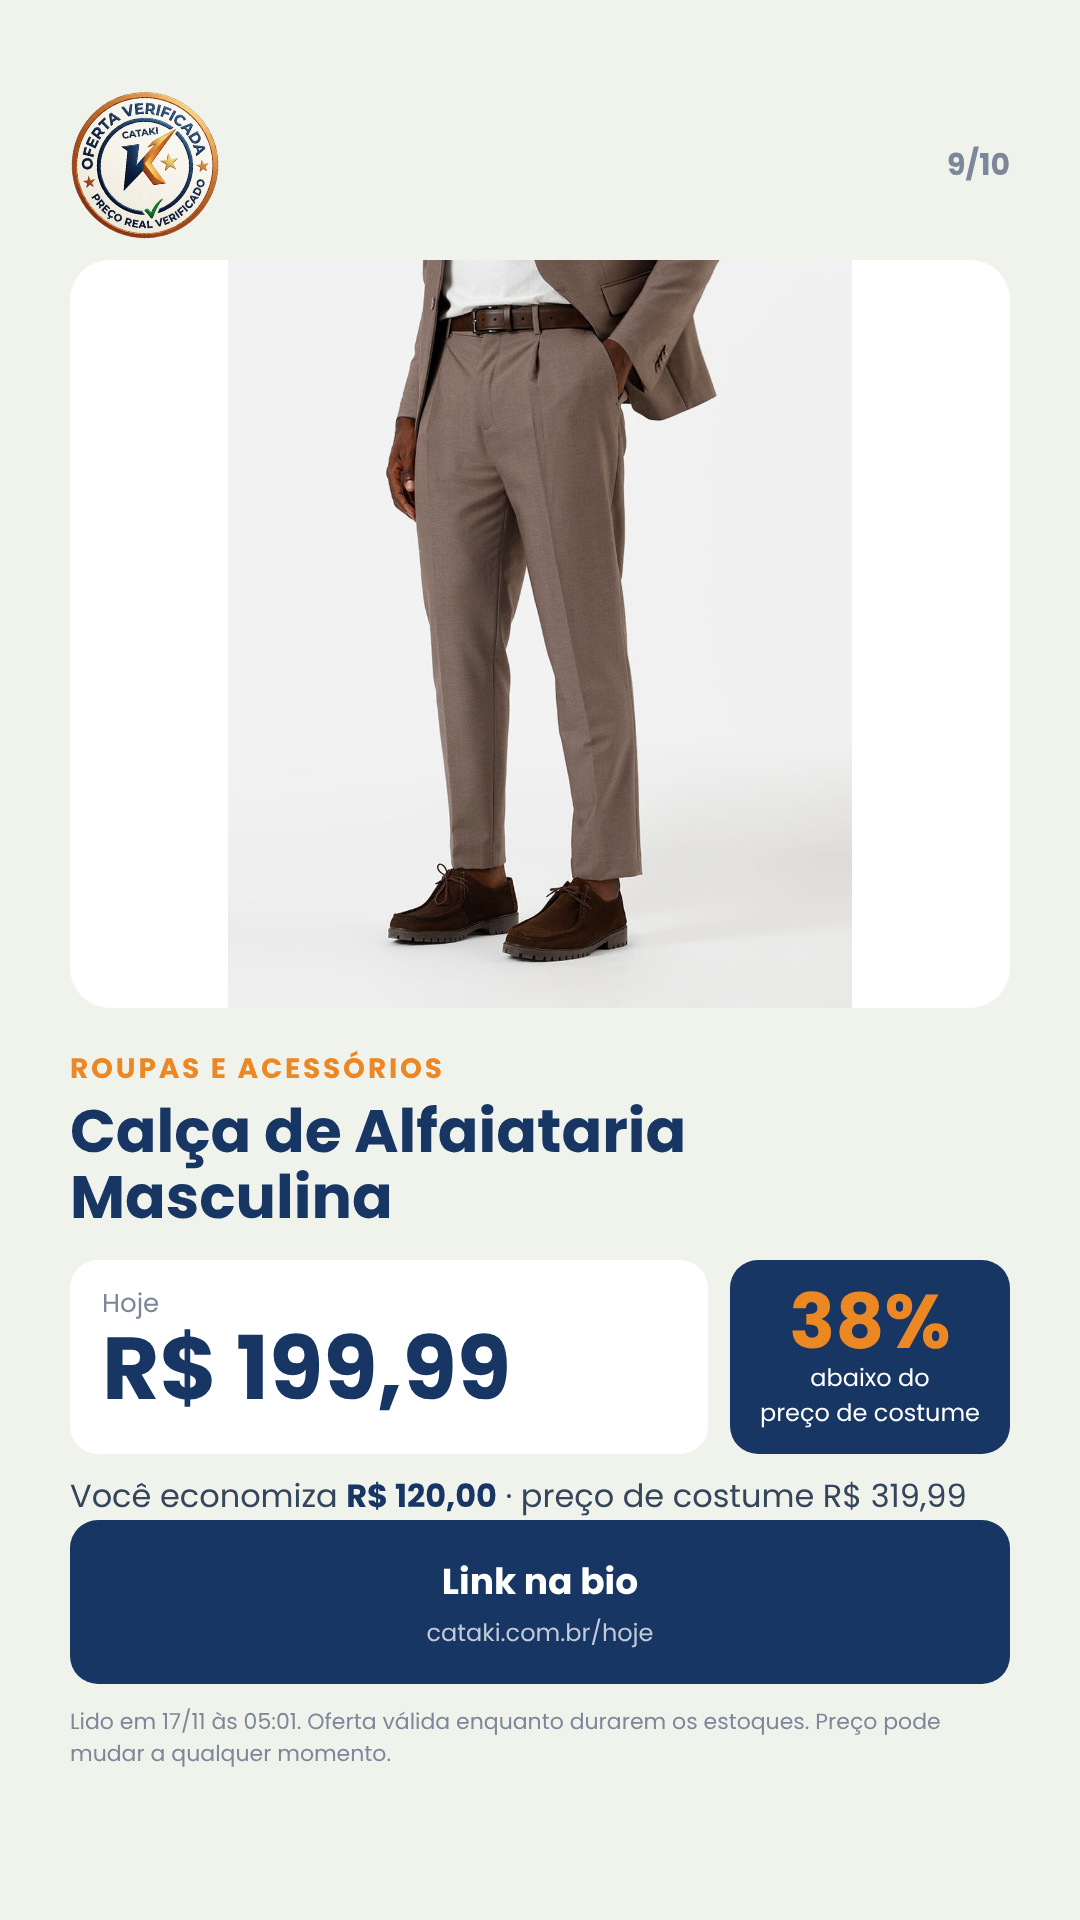 OFERTA VERIFICADA
CATAKI
K
PREÇO REAL VERIFICADO
9/10
ROUPAS E ACESSÓRIOS
Calça de Alfaiataria
Masculina
Hoje
R$ 199,99
38%
abaixo do
preço de costume
Você economiza R$ 120,00 · preço de costume R$ 319,99
Link na bio
cataki.com.br/hoje
Lido em 17/11 às 05:01. Oferta válida enquanto durarem os estoques. Preço pode
mudar a qualquer momento.